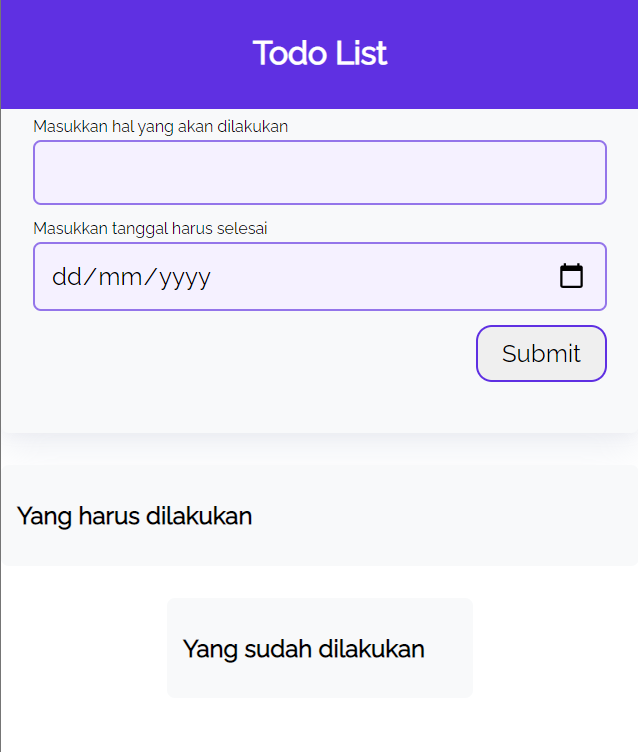 Todo List
Masukkan hal yang akan dilakukan
Masukkan tanggal harus selesai
dd/mm/yyyy
Submit
Yang harus dilakukan
Yang sudah dilakukan